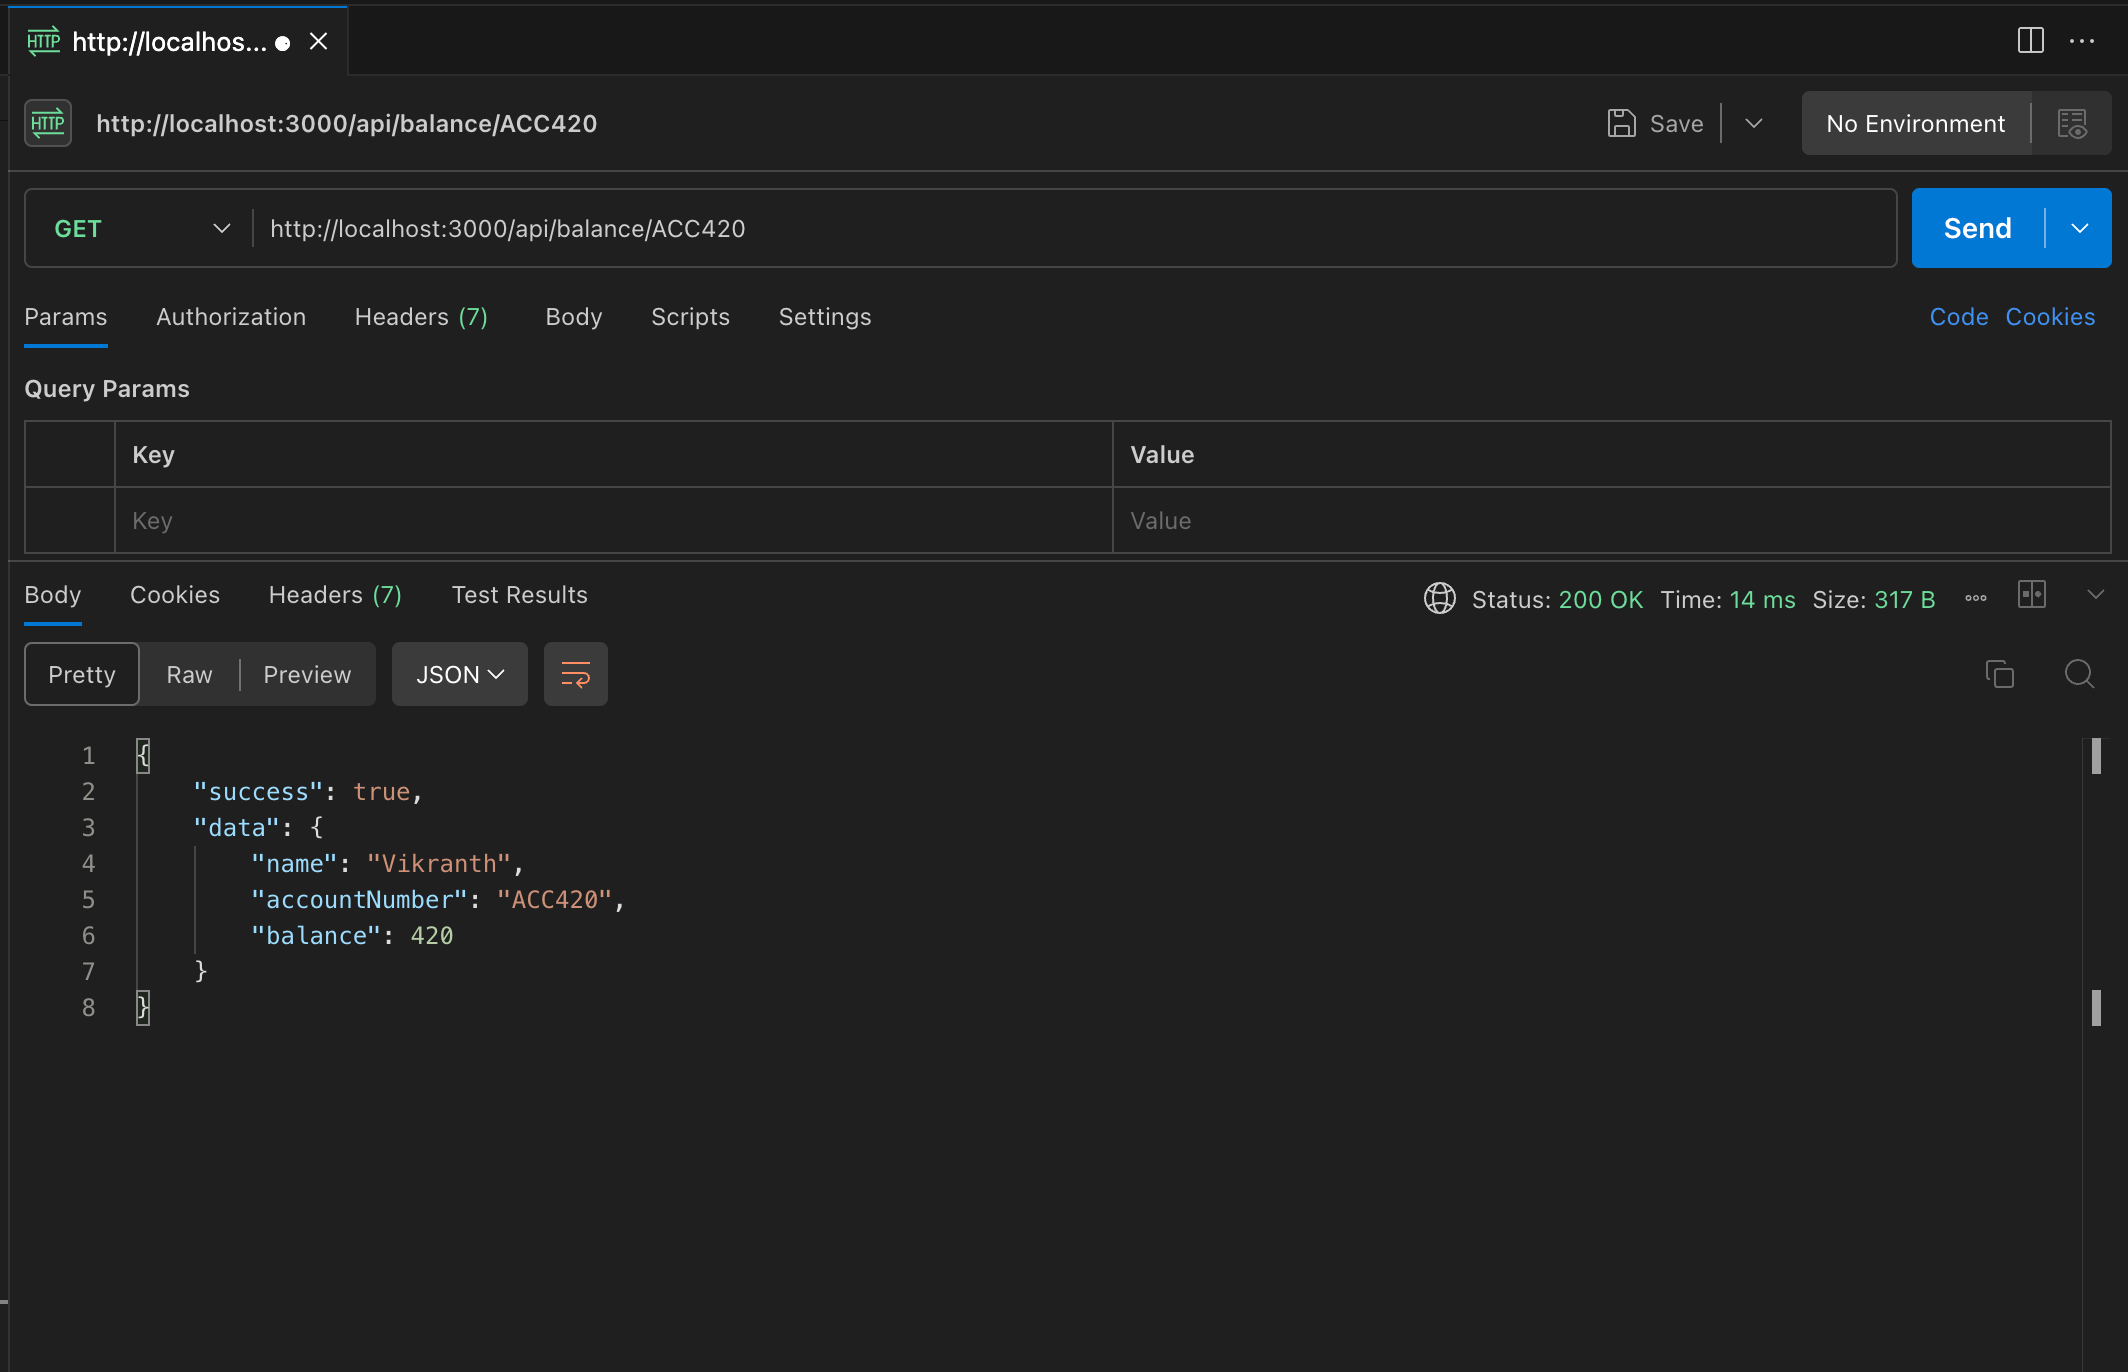 HTTP http://localhos...
HTTP http://localhost:3000/api/balance/ACC420 Save No Environment
GET http://localhost:3000/api/balance/ACC420 Send
Params Authorization Headers (7) Body Scripts Settings Code Cookies
Query Params
Key Value
Key Value
Body Cookies Headers (7) Test Results Status: 200 OK Time: 14 ms Size: 317 B
Pretty Raw Preview JSON
1 {
2 "success": true,
3 "data": {
4 "name": "Vikranth",
5 "accountNumber": "ACC420",
6 "balance": 420
7 }
8 }